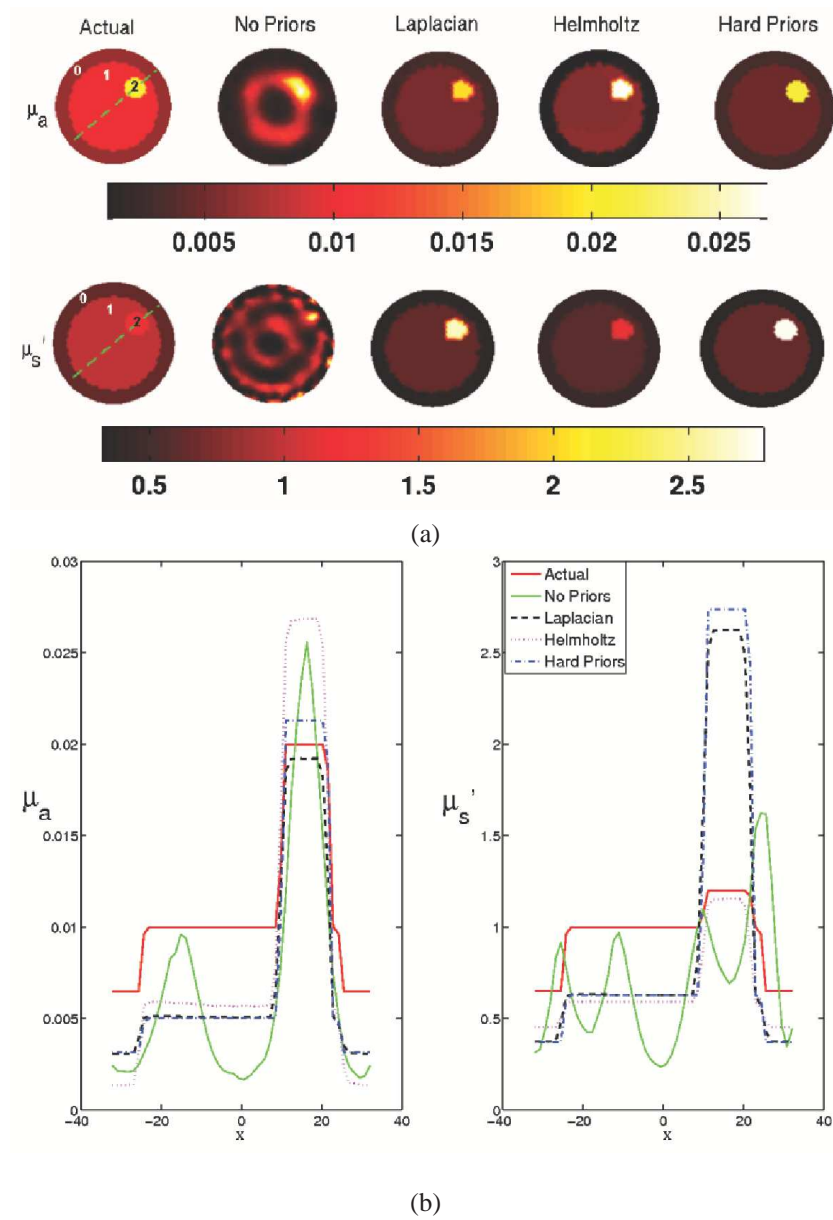 Actual No Priors Laplacian Helmholtz Hard Priors
0 1 2
μa
0.005 0.01 0.015 0.02 0.025
0 1 2
μs'
0.5 1 1.5 2 2.5
(a)
0.03
0.025
0.02
0.015
0.01
0.005
0
μa
−40 −20 0 20 40
x
3
2.5
2
1.5
1
0.5
0
μs'
Actual
No Priors
Laplacian
Helmholtz
Hard Priors
−40 −20 0 20 40
x
(b)